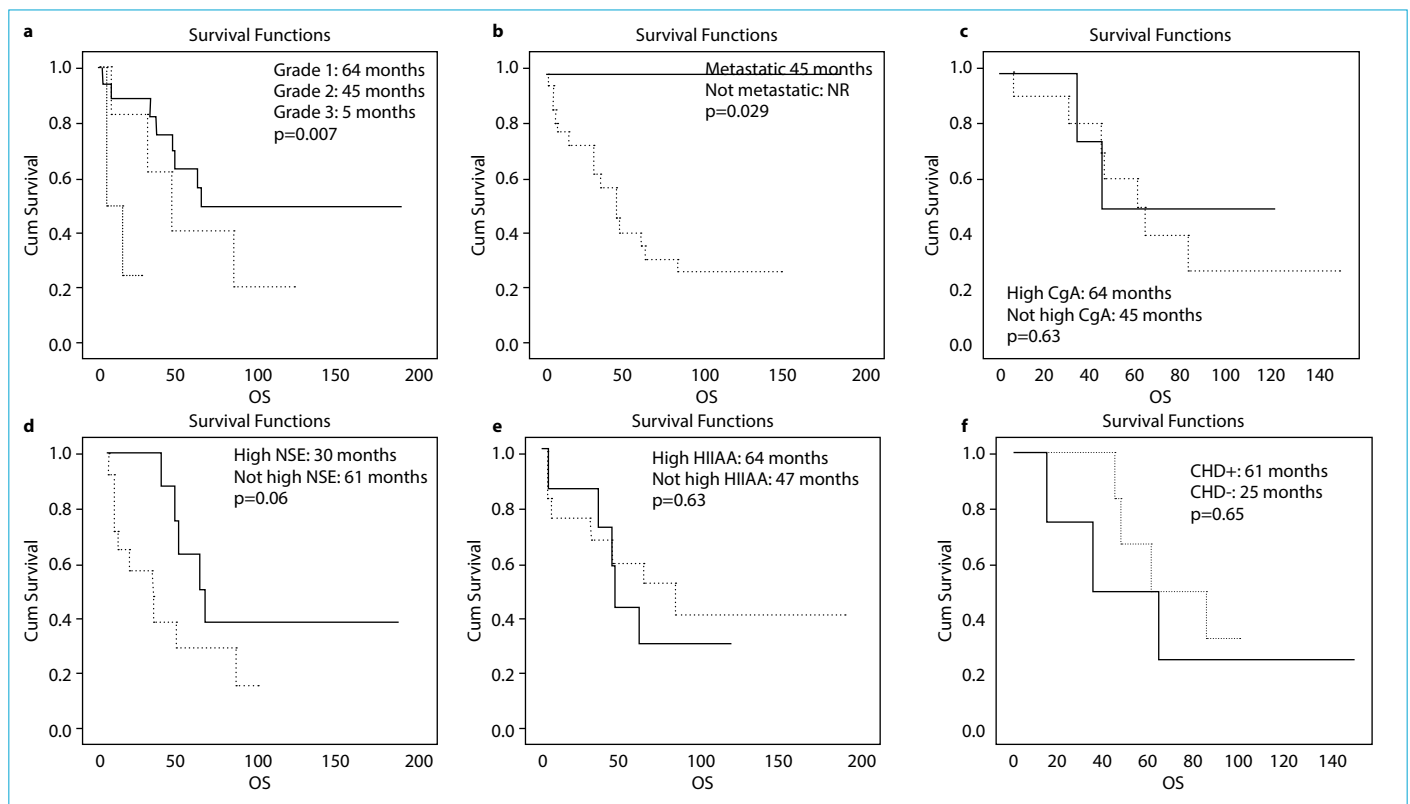 a
Survival Functions
Cum Survival
1.0
0.8
0.6
0.4
0.2
0.0
Grade 1: 64 months
Grade 2: 45 months
Grade 3: 5 months
p=0.007
0 50 100 150 200
OS
b
Survival Functions
Cum Survival
1.0
0.8
0.6
0.4
0.2
0.0
Metastatic 45 months
Not metastatic: NR
p=0.029
0 50 100 150 200
OS
c
Survival Functions
Cum Survival
1.0
0.8
0.6
0.4
0.2
0.0
High CgA: 64 months
Not high CgA: 45 months
p=0.63
0 20 40 60 80 100 120 140
OS
d
Survival Functions
Cum Survival
1.0
0.8
0.6
0.4
0.2
0.0
High NSE: 30 months
Not high NSE: 61 months
p=0.06
0 50 100 150 200
OS
e
Survival Functions
Cum Survival
1.0
0.8
0.6
0.4
0.2
0.0
High HIIAA: 64 months
Not high HIIAA: 47 months
p=0.63
0 50 100 150 200
OS
f
Survival Functions
Cum Survival
1.0
0.8
0.6
0.4
0.2
0.0
CHD+: 61 months
CHD-: 25 months
p=0.65
0 20 40 60 80 100 120 140
OS